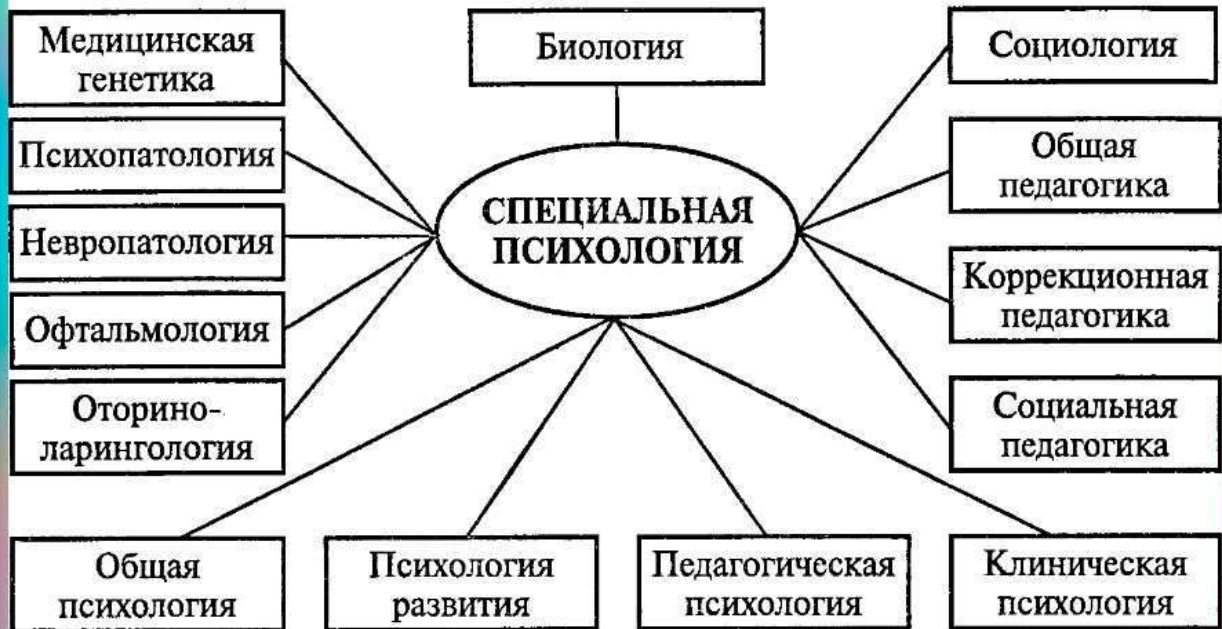 Медицинская
генетика
Биология
Социология
Психопатология
Общая
педагогика
СПЕЦИАЛЬНАЯ
ПСИХОЛОГИЯ
Невропатология
Коррекционная
педагогика
Офтальмология
Оторино-
ларингология
Социальная
педагогика
Общая
психология
Психология
развития
Педагогическая
психология
Клиническая
психология